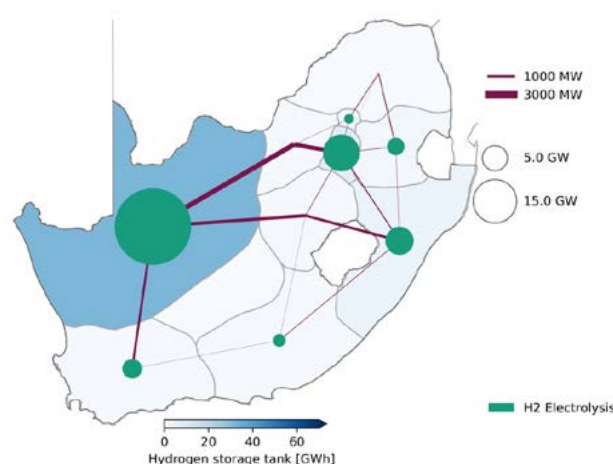 1000 MW
3000 MW
5.0 GW
15.0 GW
H2 Electrolysis
0 20 40 60
Hydrogen storage tank [GWh]